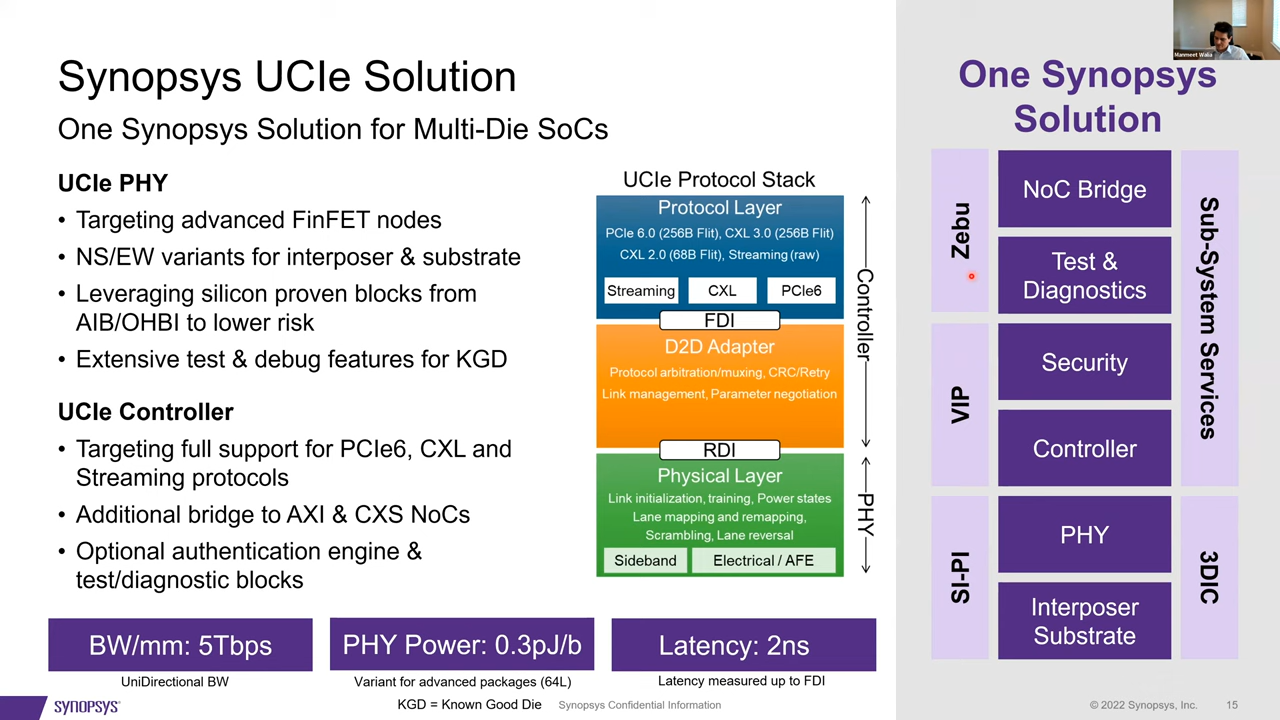 Synopsys UCIe Solution
One Synopsys Solution for Multi-Die SoCs
UCIe PHY
• Targeting advanced FinFET nodes
• NS/EW variants for interposer & substrate
• Leveraging silicon proven blocks from
AIB/OHBI to lower risk
• Extensive test & debug features for KGD
UCIe Controller
• Targeting full support for PCIe6, CXL and
Streaming protocols
• Additional bridge to AXI & CXS NoCs
• Optional authentication engine &
test/diagnostic blocks
UCIe Protocol Stack
Protocol Layer
PCIe 6.0 (256B Flit), CXL 3.0 (256B Flit)
CXL 2.0 (68B Flit), Streaming (raw)
Streaming
CXL
PCIe6
FDI
D2D Adapter
Protocol arbitration/muxing, CRC/Retry
Link management, Parameter negotiation
RDI
Physical Layer
Link initialization, training, Power states
Lane mapping and remapping,
Scrambling, Lane reversal
Sideband
Electrical / AFE
Controller
PHY
BW/mm: 5Tbps
UniDirectional BW
PHY Power: 0.3pJ/b
Variant for advanced packages (64L)
Latency: 2ns
Latency measured up to FDI
Manmeet Walia
One Synopsys
Solution
Zebu
VIP
SI-PI
NoC Bridge
Test &
Diagnostics
Security
Controller
PHY
Interposer
Substrate
Sub-System Services
3DIC
SYNOPSYS
KGD = Known Good Die
Synopsys Confidential Information
© 2022 Synopsys, Inc.
15